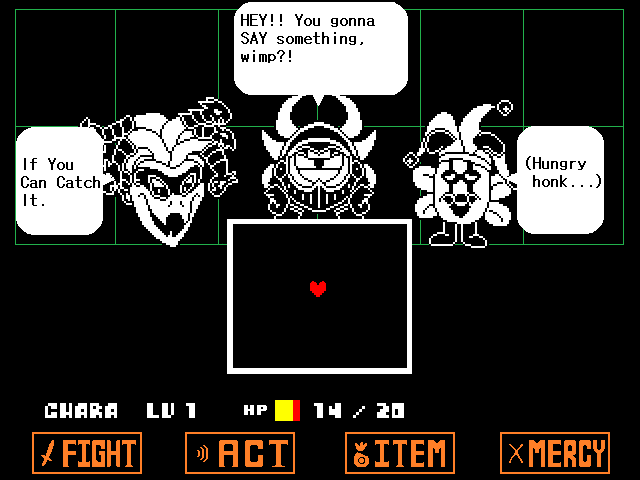 HEY!! You gonna
SAY something,
wimp?!
If You
Can Catch
It.
(Hungry
honk...)
CHARA LV 1 HP 14 / 20
FIGHT ACT ITEM MERCY